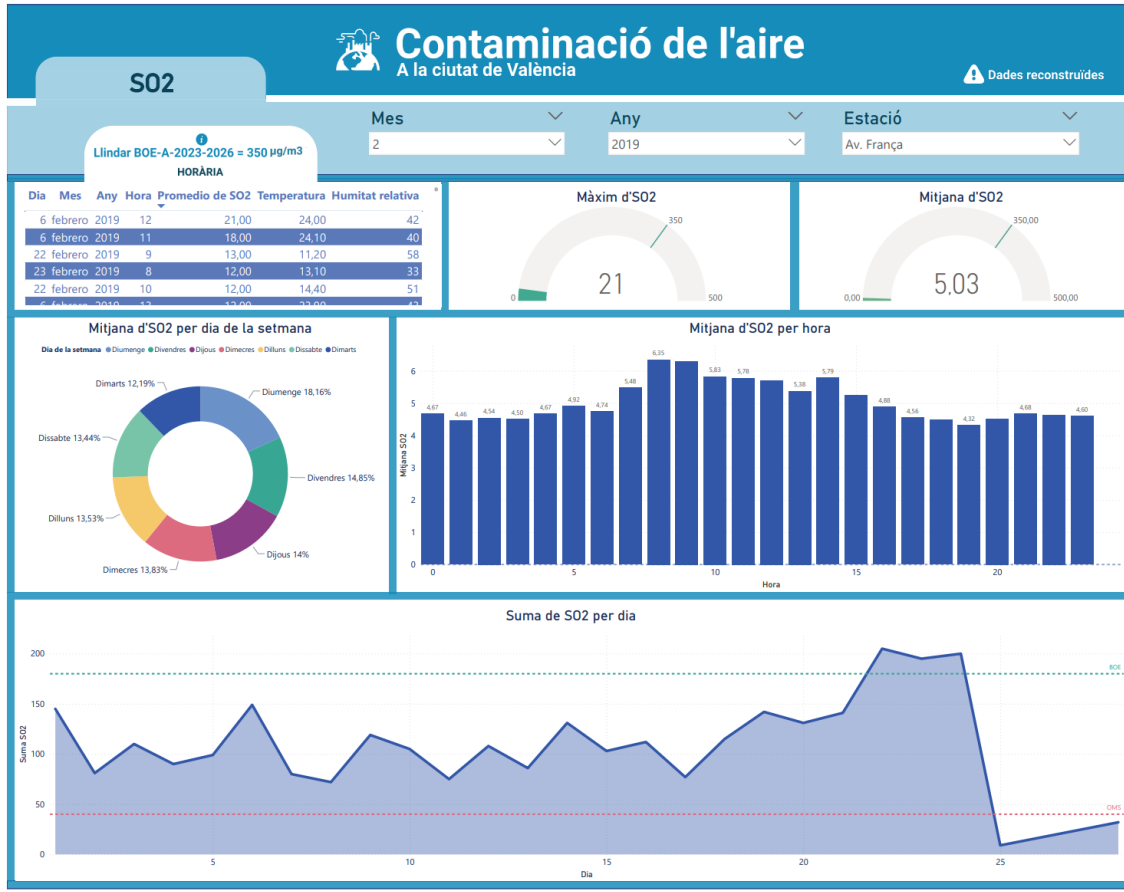 Contaminació de l'aire
A la ciutat de València
SO2
Dades reconstruïdes
Mes
Any
Estació
2
2019
Av. França
Llindar BOE-A-2023-2026 = 350 µg/m3
HORÀRIA
Dia Mes Any Hora Promedio de SO2 Temperatura Humitat relativa
6 febrero 2019 12 21,00 24,00 42
6 febrero 2019 11 18,00 24,10 40
22 febrero 2019 9 13,00 11,20 58
23 febrero 2019 8 12,00 13,10 33
22 febrero 2019 10 12,00 14,40 51
Màxim d'SO2
350
21
0
500
Mitjana d'SO2
350,00
5,03
0,00
500,00
Mitjana d'SO2 per dia de la setmana
Dia de la setmana Diumenge Divendres Dijous Dimecres Dilluns Dissabte Dimarts
Dimarts 12,19%
Diumenge 18,16%
Dissabte 13,44%
Divendres 14,85%
Dilluns 13,53%
Dijous 14%
Dimecres 13,83%
Mitjana d'SO2 per hora
Mitjana SO2
6
5
4
3
2
1
0
4,67 4,46 4,54 4,50 4,67 4,92 4,74 5,48 6,35 5,83 5,78 5,38 5,79 4,88 4,56 4,32 4,68 4,60
0 5 10 15 20
Hora
Suma de SO2 per dia
Suma SO2
200
150
100
50
0
BOE
OMS
5 10 15 20 25
Dia